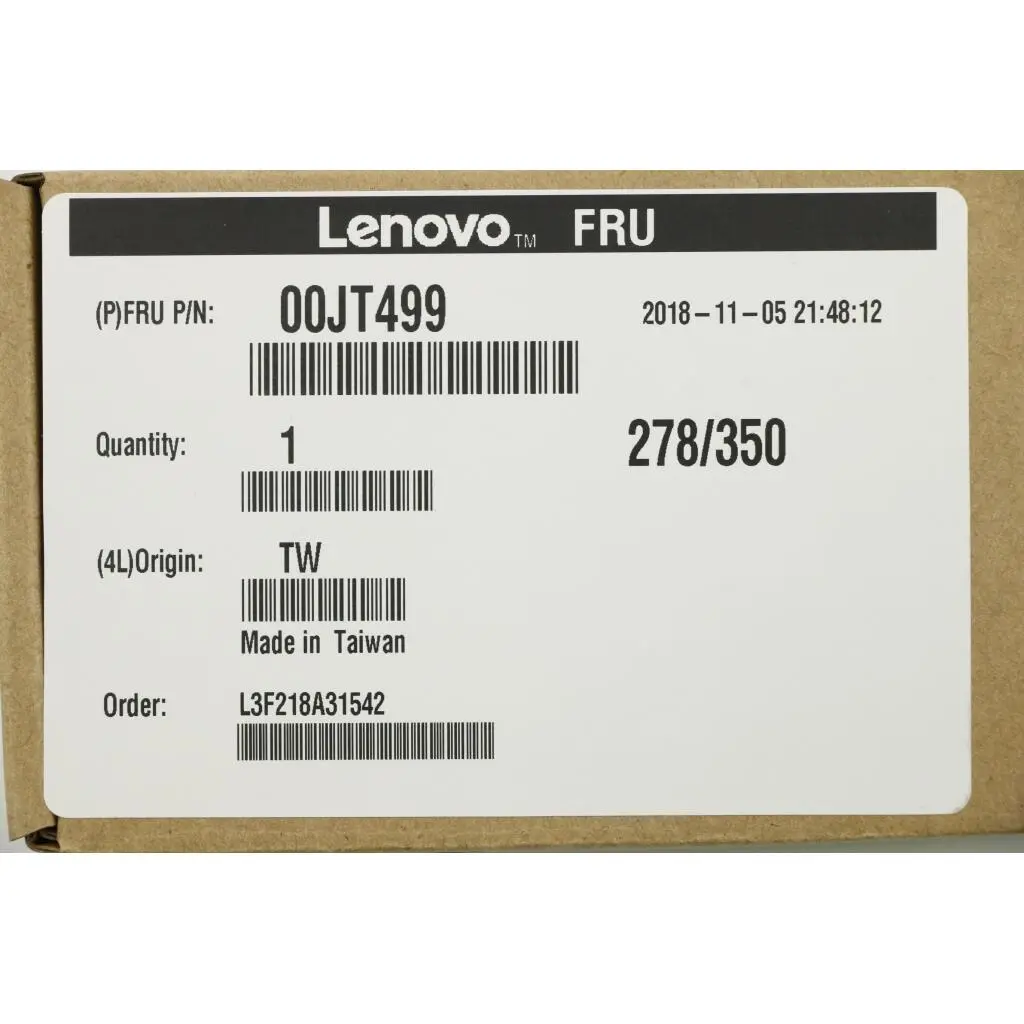 Lenovo™ FRU
(P)FRU P/N: 00JT499 2018-11-05 21:48:12
Quantity: 1 278/350
(4L)Origin: TW
Made in Taiwan
Order: L3F218A31542